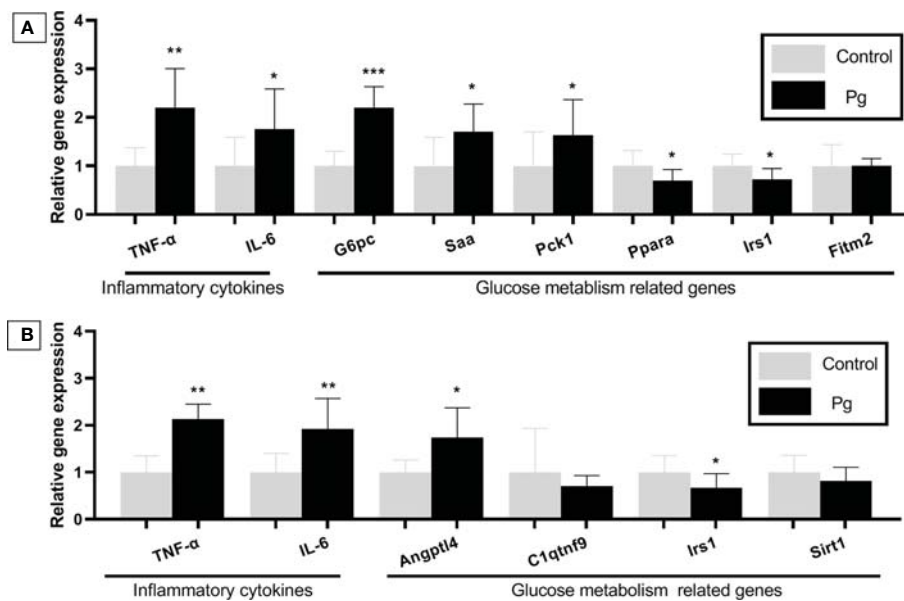 A
Relative gene expression
4
3
2
1
0
** * *** * * * *
Control
Pg
TNF-α IL-6 G6pc Saa Pck1 Ppara Irs1 Fitm2
Inflammatory cytokines Glucose metablism related genes
B
Relative gene expression
4
3
2
1
0
** ** * *
Control
Pg
TNF-α IL-6 Angptl4 C1qtnf9 Irs1 Sirt1
Inflammatory cytokines Glucose metabolism related genes